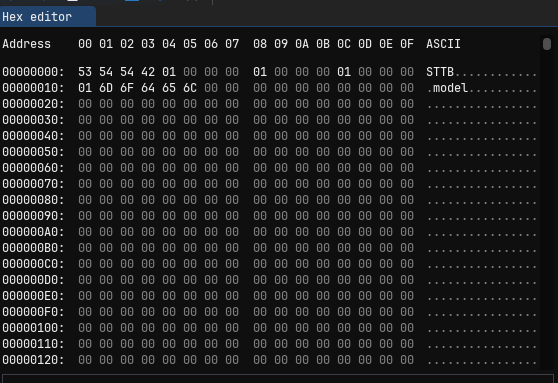 Hex editor
Address 00 01 02 03 04 05 06 07 08 09 0A 0B 0C 0D 0E 0F ASCII
00000000: 53 54 54 42 01 00 00 00 01 00 00 00 01 00 00 00 STTB............
00000010: 01 6D 6F 64 65 6C 00 00 00 00 00 00 00 00 00 00 .model..........
00000020: 00 00 00 00 00 00 00 00 00 00 00 00 00 00 00 00 ................
00000030: 00 00 00 00 00 00 00 00 00 00 00 00 00 00 00 00 ................
00000040: 00 00 00 00 00 00 00 00 00 00 00 00 00 00 00 00 ................
00000050: 00 00 00 00 00 00 00 00 00 00 00 00 00 00 00 00 ................
00000060: 00 00 00 00 00 00 00 00 00 00 00 00 00 00 00 00 ................
00000070: 00 00 00 00 00 00 00 00 00 00 00 00 00 00 00 00 ................
00000080: 00 00 00 00 00 00 00 00 00 00 00 00 00 00 00 00 ................
00000090: 00 00 00 00 00 00 00 00 00 00 00 00 00 00 00 00 ................
000000A0: 00 00 00 00 00 00 00 00 00 00 00 00 00 00 00 00 ................
000000B0: 00 00 00 00 00 00 00 00 00 00 00 00 00 00 00 00 ................
000000C0: 00 00 00 00 00 00 00 00 00 00 00 00 00 00 00 00 ................
000000D0: 00 00 00 00 00 00 00 00 00 00 00 00 00 00 00 00 ................
000000E0: 00 00 00 00 00 00 00 00 00 00 00 00 00 00 00 00 ................
000000F0: 00 00 00 00 00 00 00 00 00 00 00 00 00 00 00 00 ................
00000100: 00 00 00 00 00 00 00 00 00 00 00 00 00 00 00 00 ................
00000110: 00 00 00 00 00 00 00 00 00 00 00 00 00 00 00 00 ................
00000120: 00 00 00 00 00 00 00 00 00 00 00 00 00 00 00 00 ................